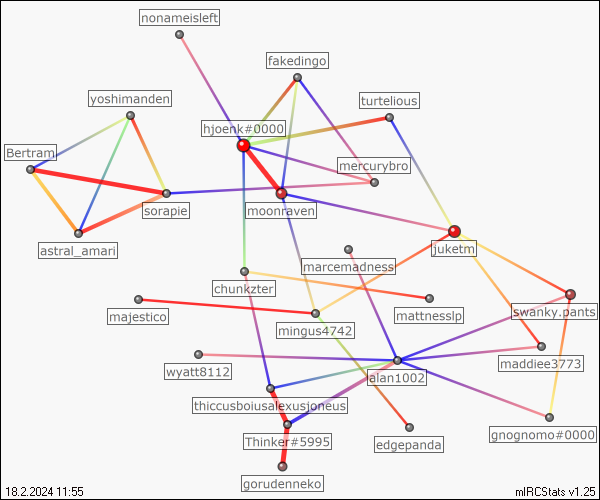 nonameisleft
fakedingo
yoshimanden
turtelious
hjoenk#0000
Bertram
mercurybro
sorapie
moonraven
astral_amari
juketm
marcemadness
chunkzter
majestico
mattnesslp
swanky.pants
mingus4742
wyatt8112
maddiee3773
alan1002
thiccusboiusalexusjoneus
gnognomo#0000
Thinker#5995
edgepanda
gorudenneko
18.2.2024 11:55
mIRCStats v1.25